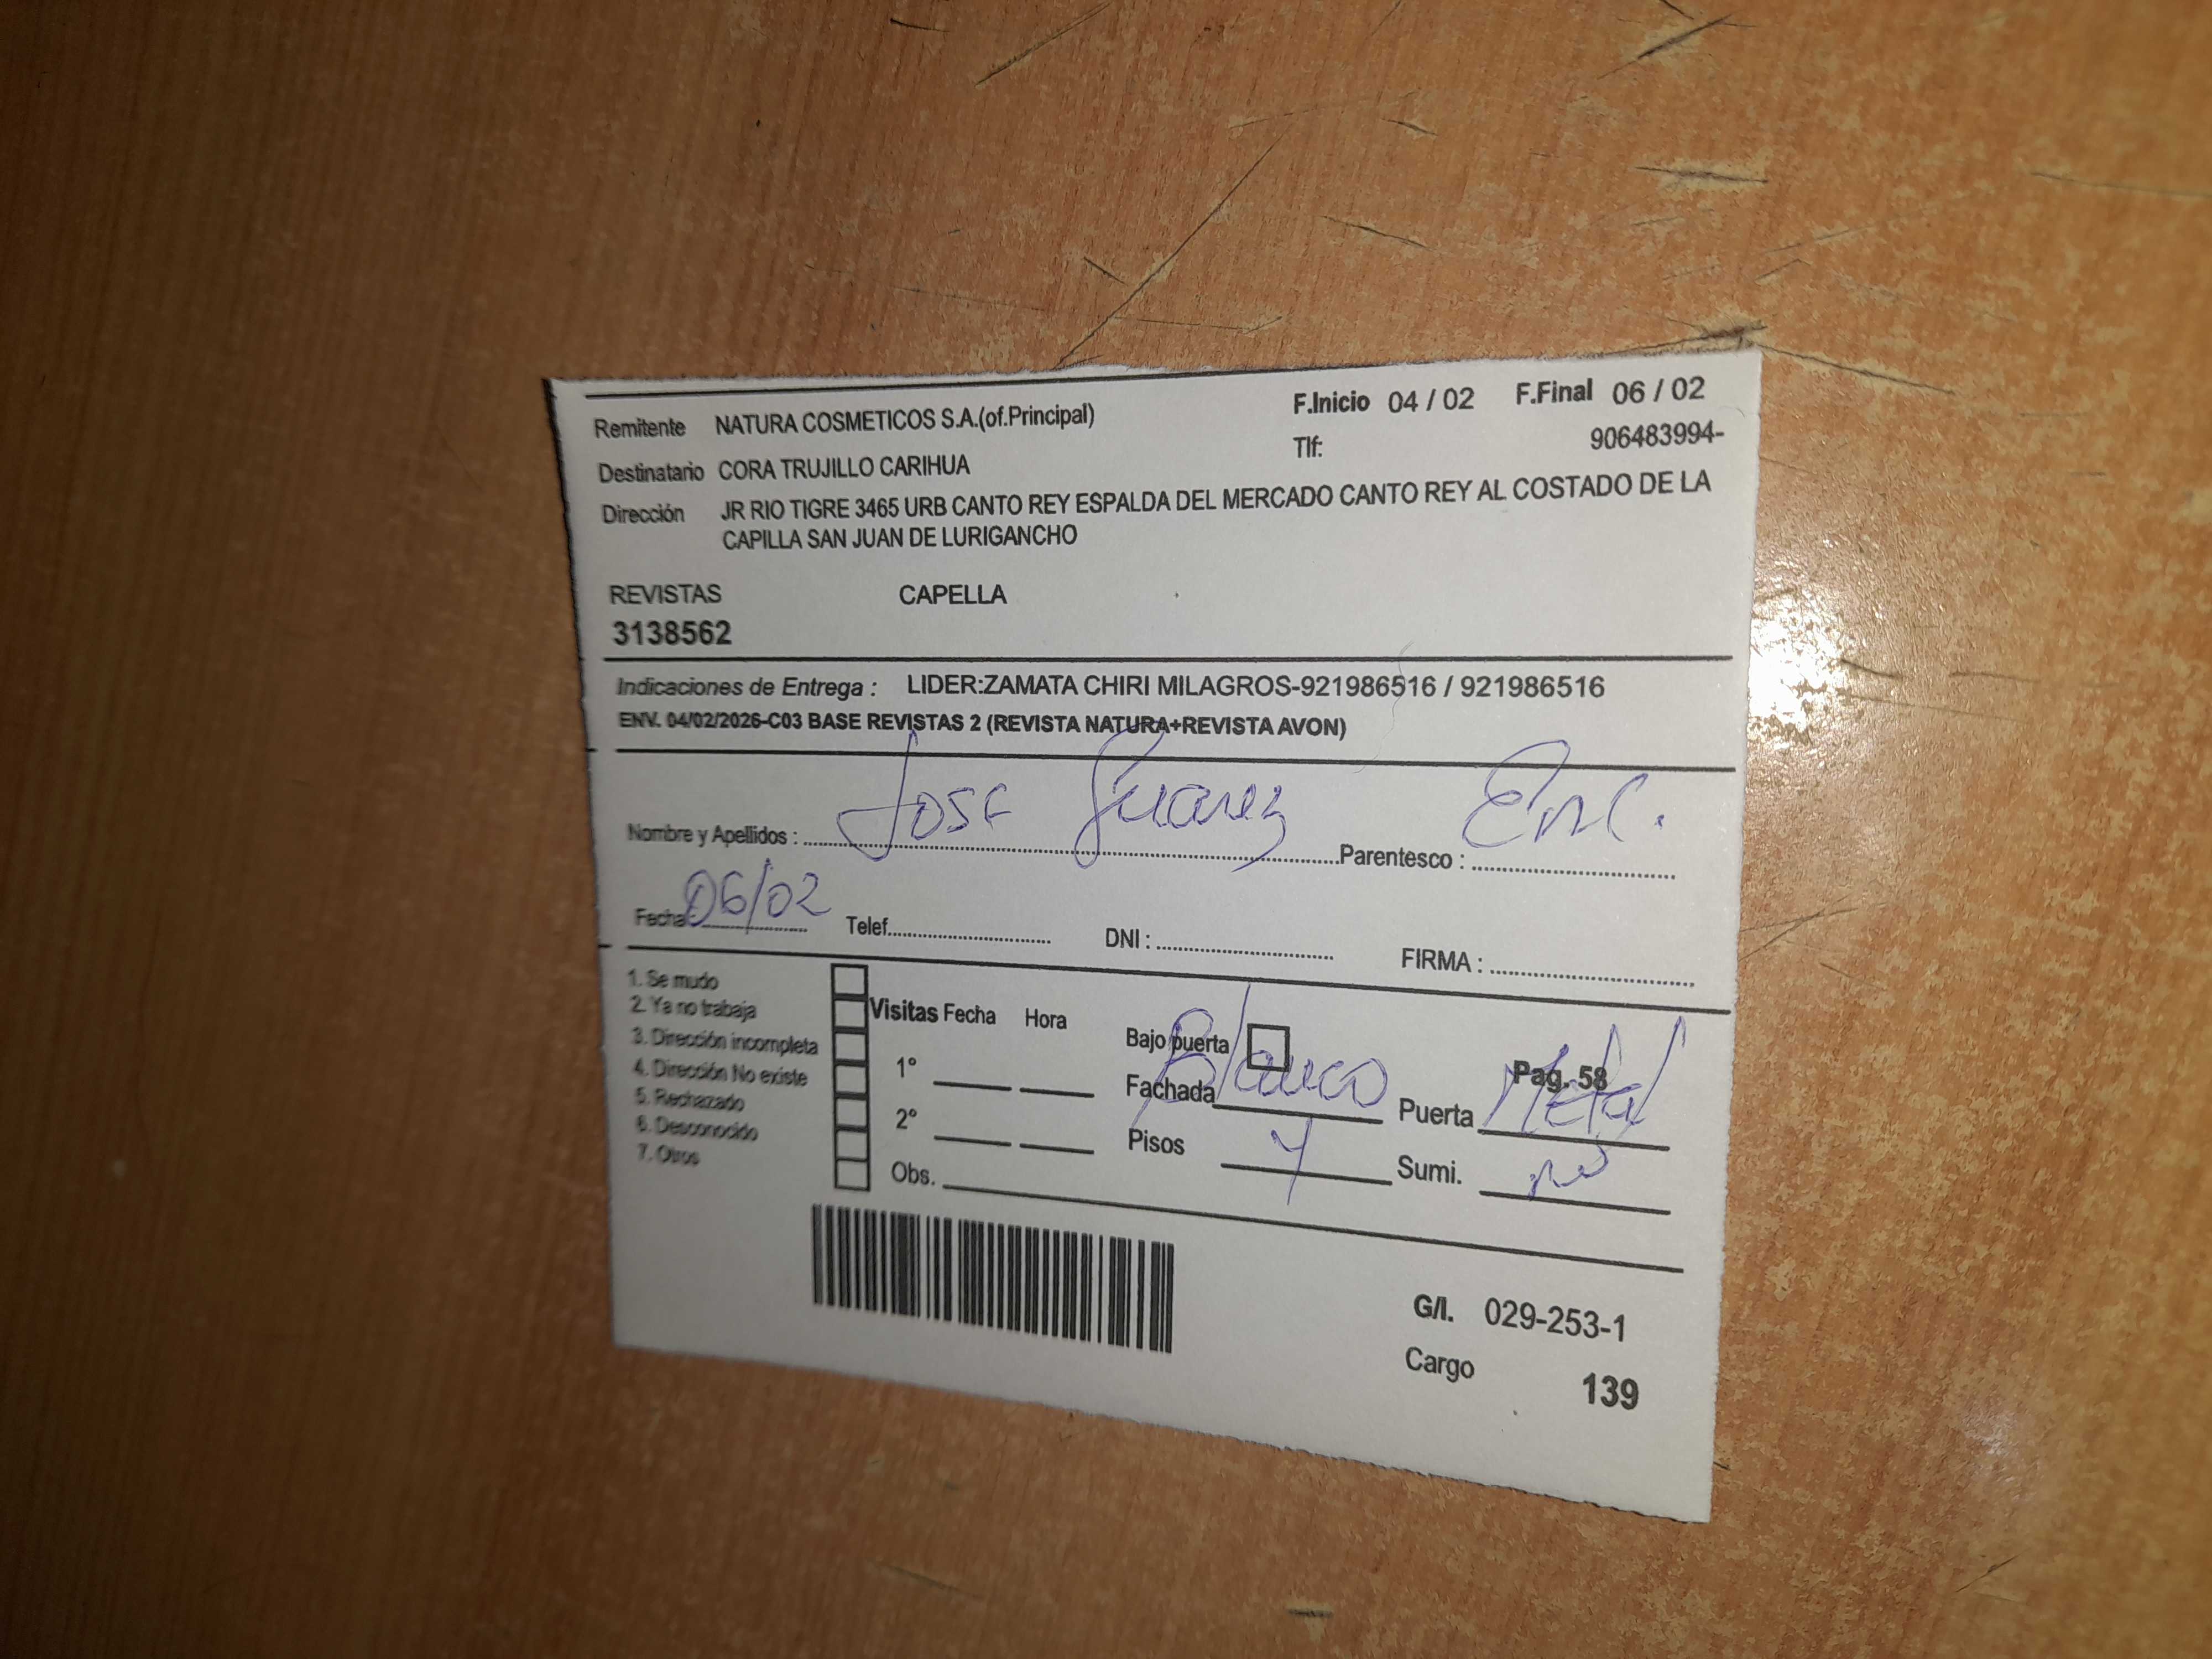 Remitente NATURA COSMETICOS S.A.(of.Principal) F.Inicio 04 / 02 F.Final 06 / 02
Destinatario CORA TRUJILLO CARIHUA Tlf: 906483994-
Dirección JR RIO TIGRE 3465 URB CANTO REY ESPALDA DEL MERCADO CANTO REY AL COSTADO DE LA
CAPILLA SAN JUAN DE LURIGANCHO
REVISTAS CAPELLA
3138562
Indicaciones de Entrega : LIDER:ZAMATA CHIRI MILAGROS-921986516 / 921986516
ENV. 04/02/2026-C03 BASE REVISTAS 2 (REVISTA NATURA+REVISTA AVON)
Nombre y Apellidos : Jose Suarez Parentesco : Enc.
Fecha: 06/02 Telef. DNI : FIRMA :
1. Se mudo
2. Ya no trabaja
3. Dirección incompleta
4. Dirección No existe
5. Rechazado
6. Desconocido
7. Otros
Visitas Fecha Hora
1°
2°
Obs.
Bajo puerta Pag. 58
Fachada Blanco Puerta Metal
Pisos 4 Sumi. no
G/I. 029-253-1
Cargo 139